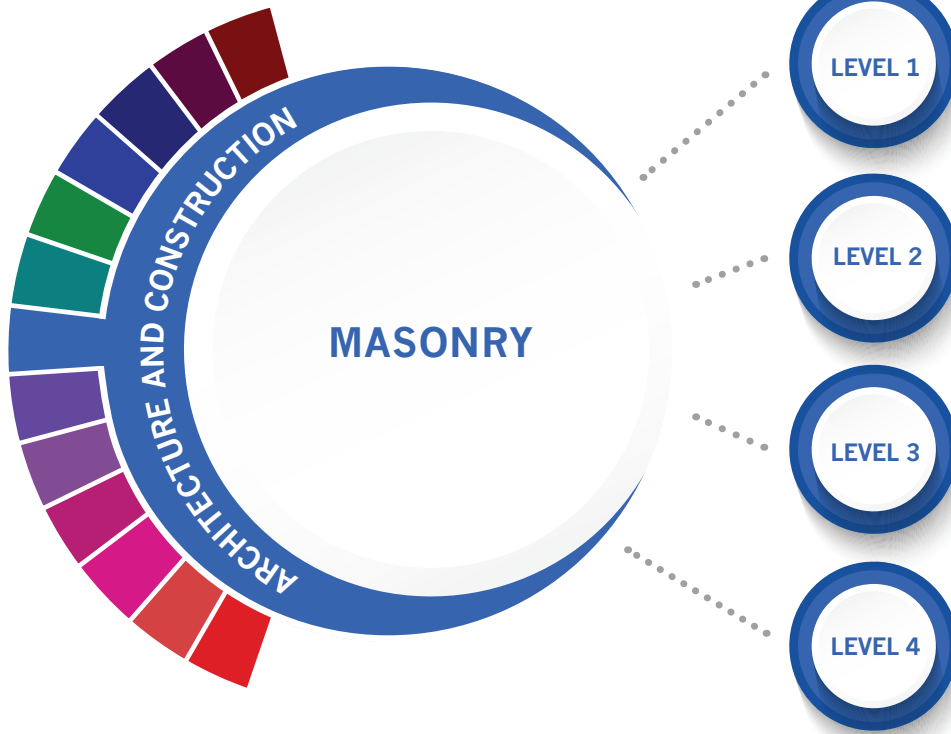 ARCHITECTURE AND CONSTRUCTION
MASONRY
LEVEL 1
LEVEL 2
LEVEL 3
LEVEL 4